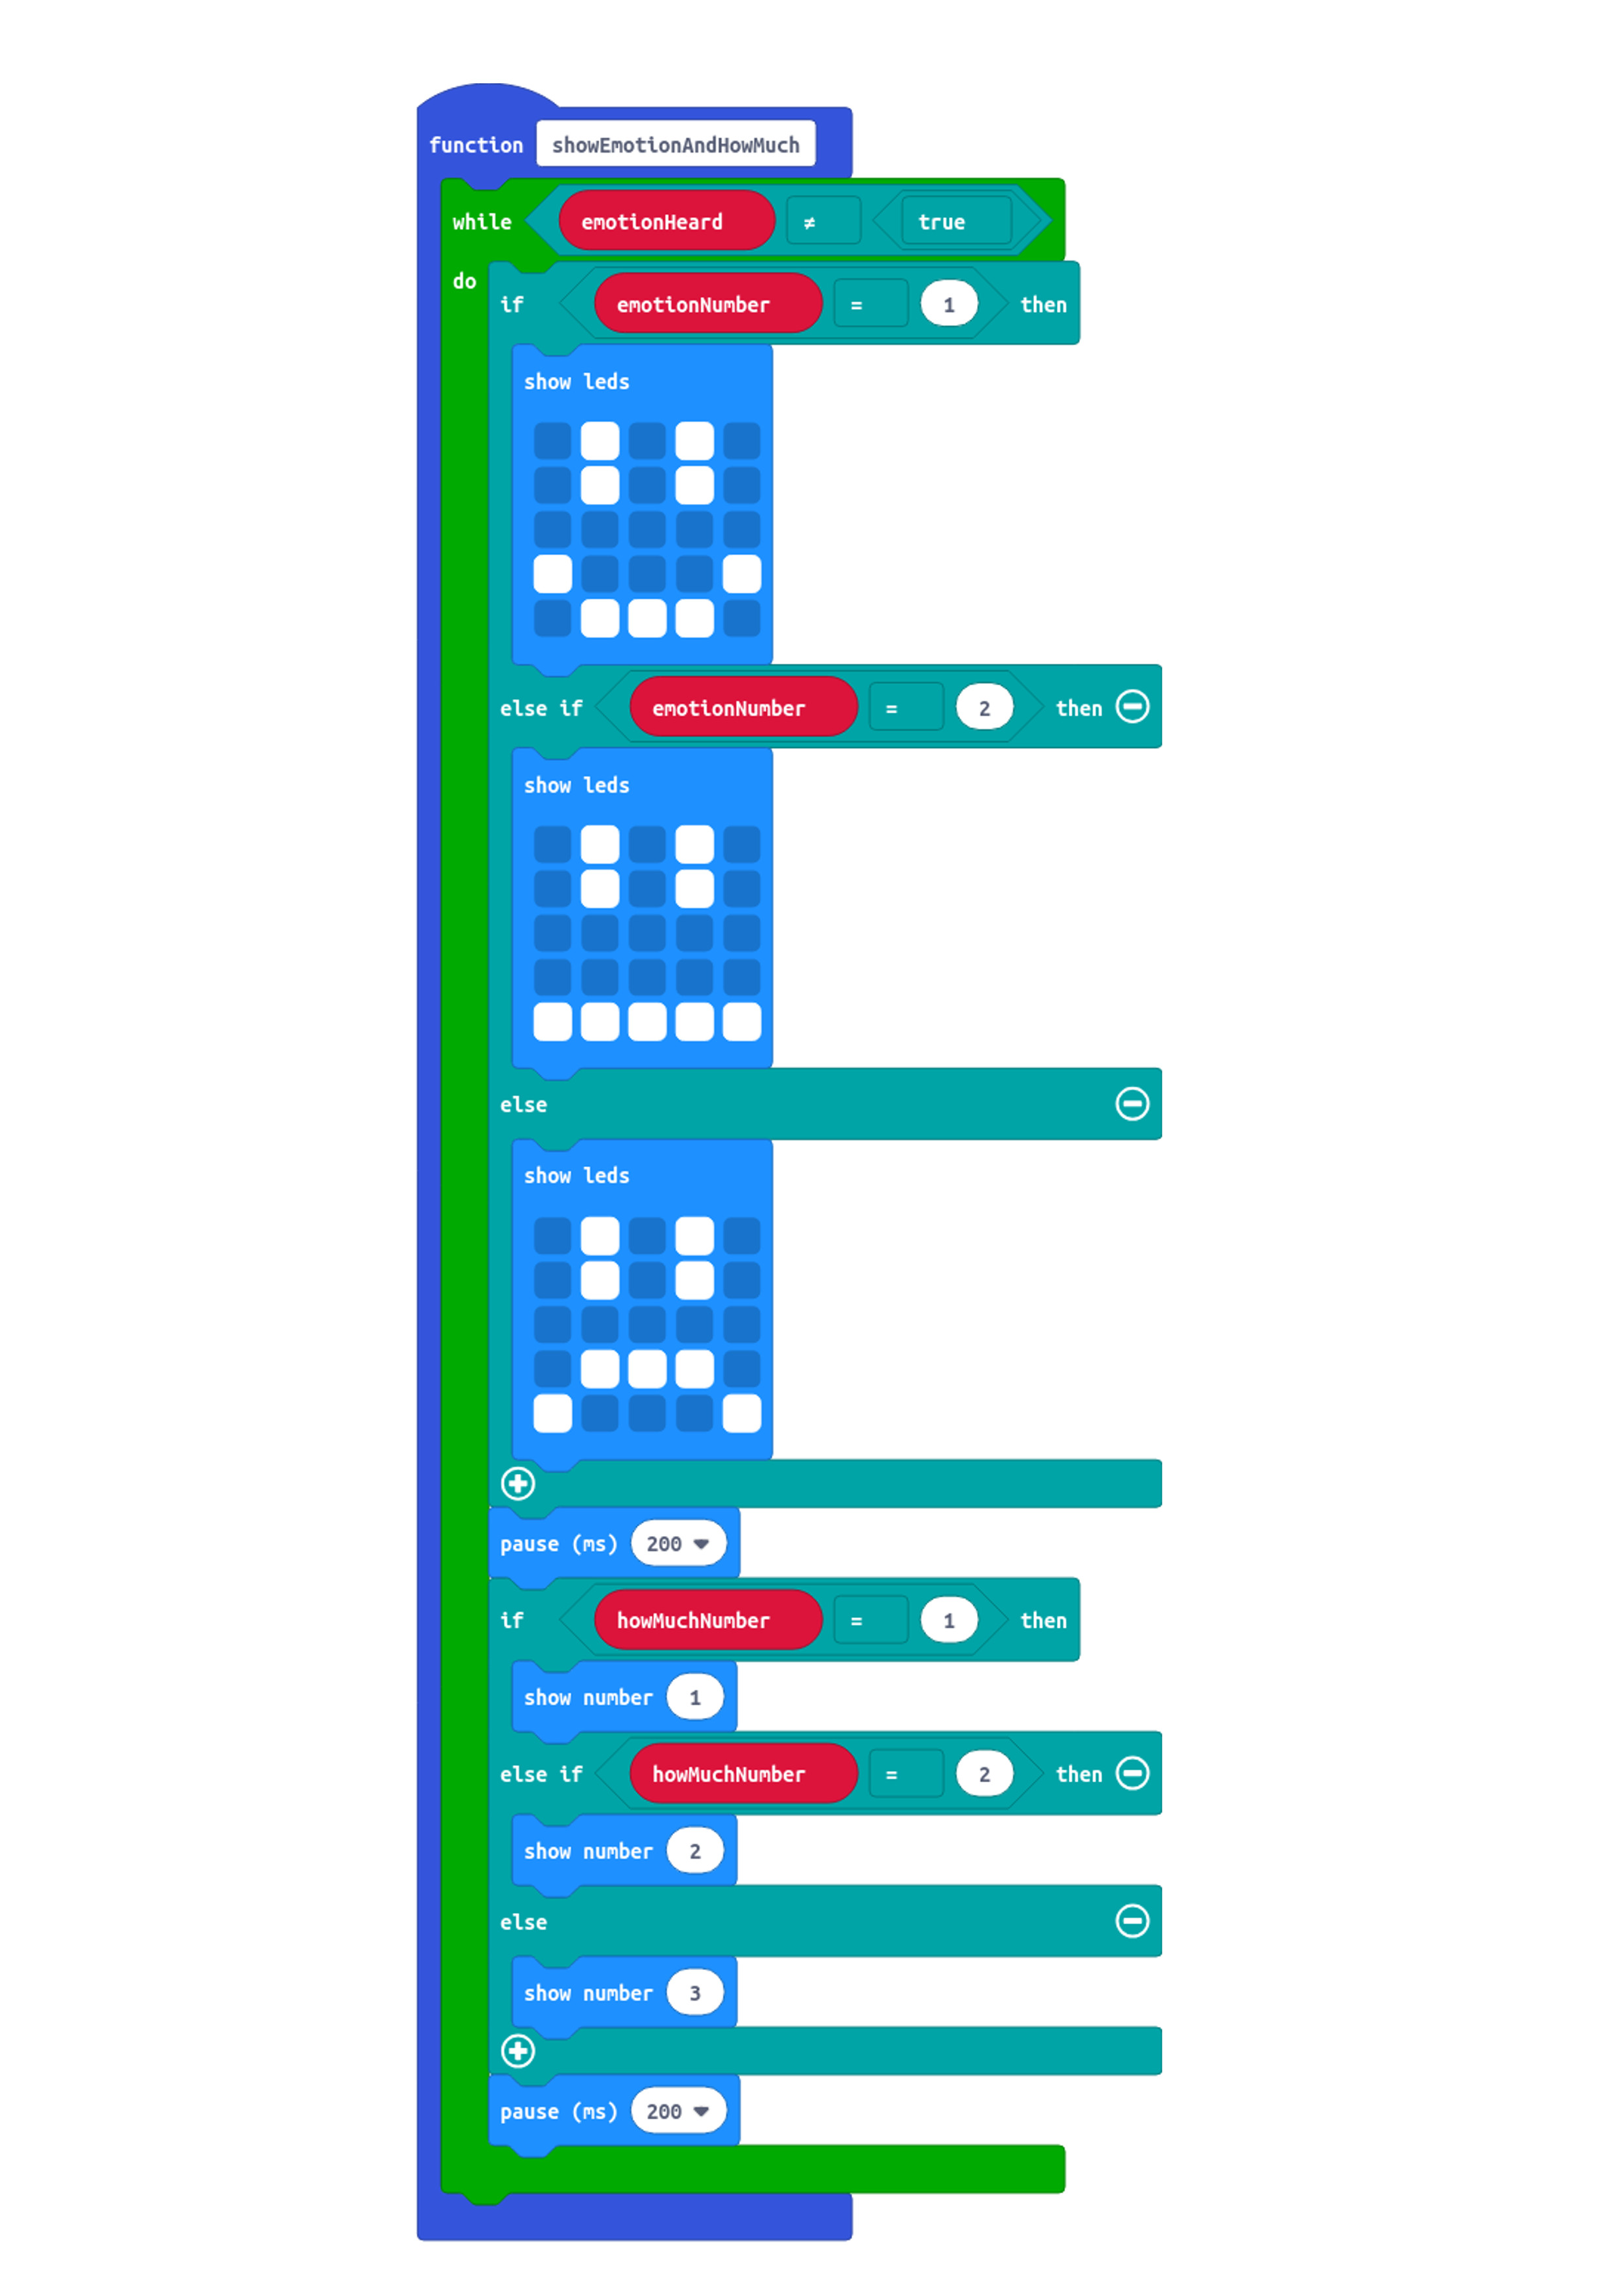 function showEmotionAndHowMuch
while emotionHeard ≠ true
do
if emotionNumber = 1 then
show leds
else if emotionNumber = 2 then
show leds
else
show leds
pause (ms) 200
if howMuchNumber = 1 then
show number 1
else if howMuchNumber = 2 then
show number 2
else
show number 3
pause (ms) 200